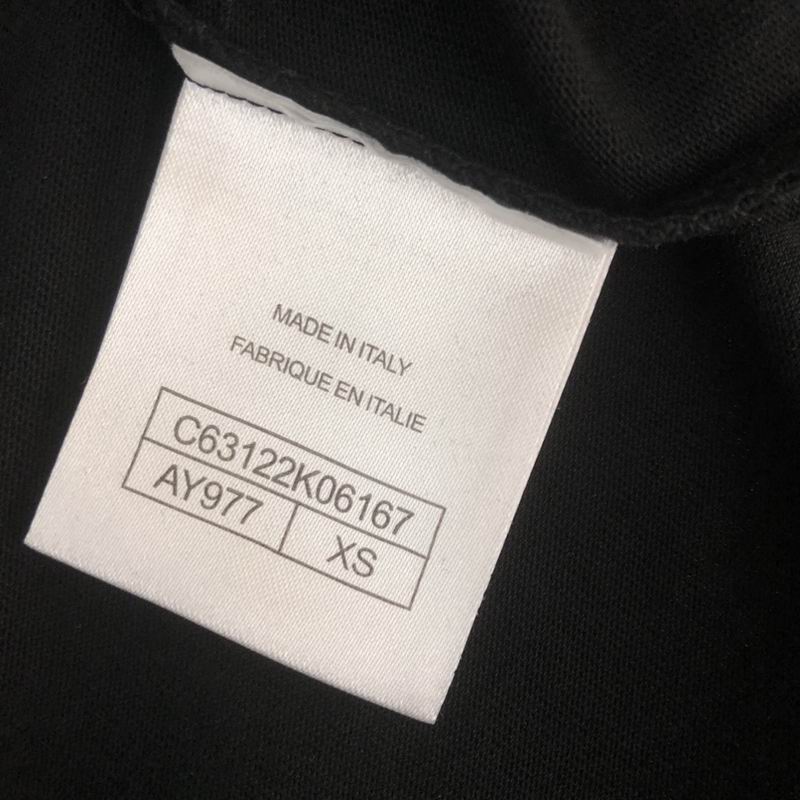 MADE IN ITALY
FABRIQUE EN ITALIE
C63122K06167
AY977 XS